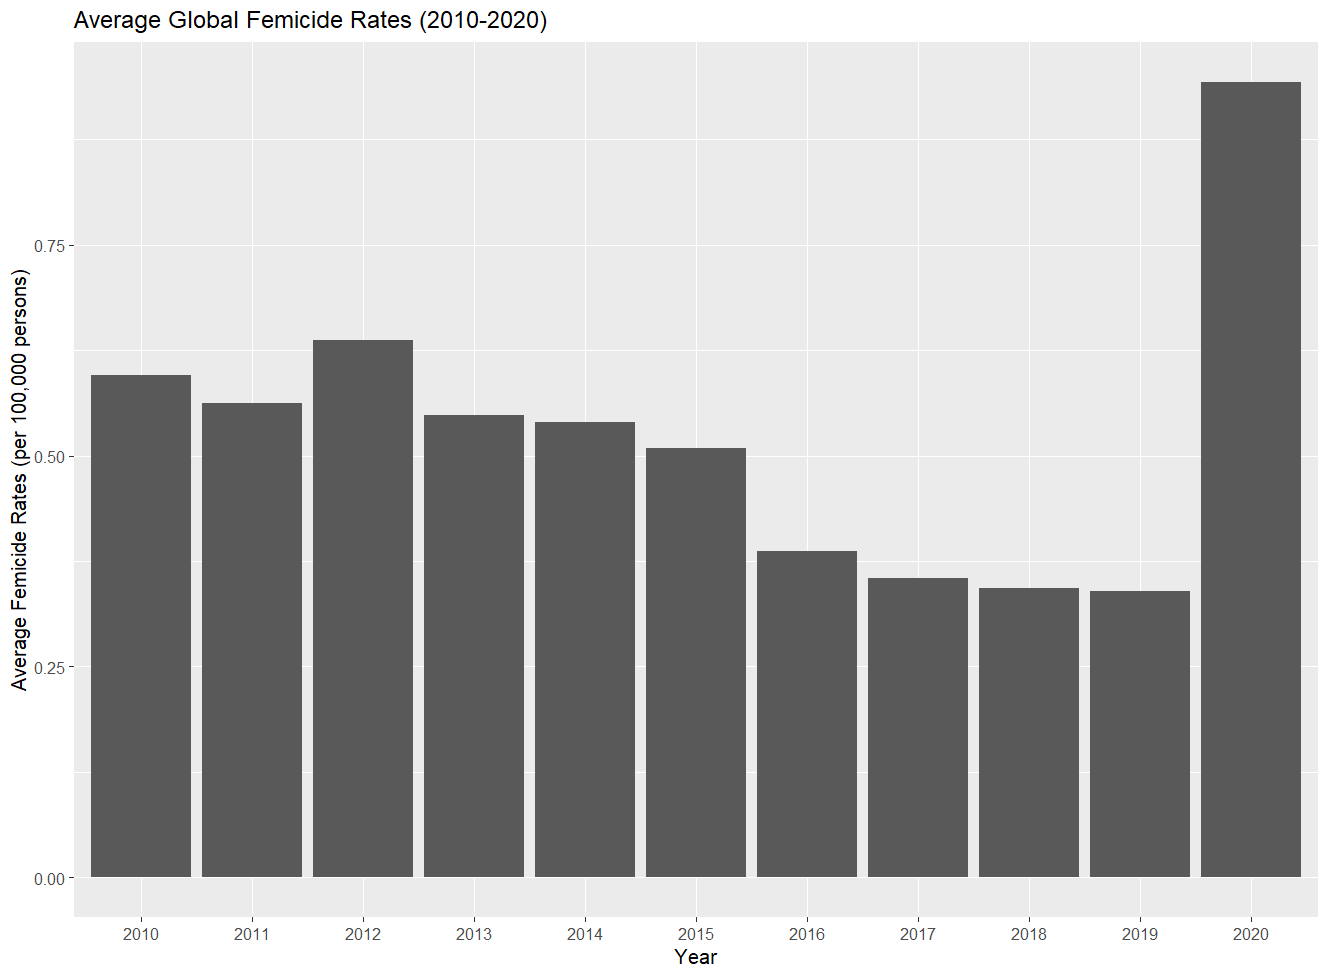 Average Global Femicide Rates (2010-2020)
Average Femicide Rates (per 100,000 persons)
0.75
0.50
0.25
0.00
2010 2011 2012 2013 2014 2015 2016 2017 2018 2019 2020
Year